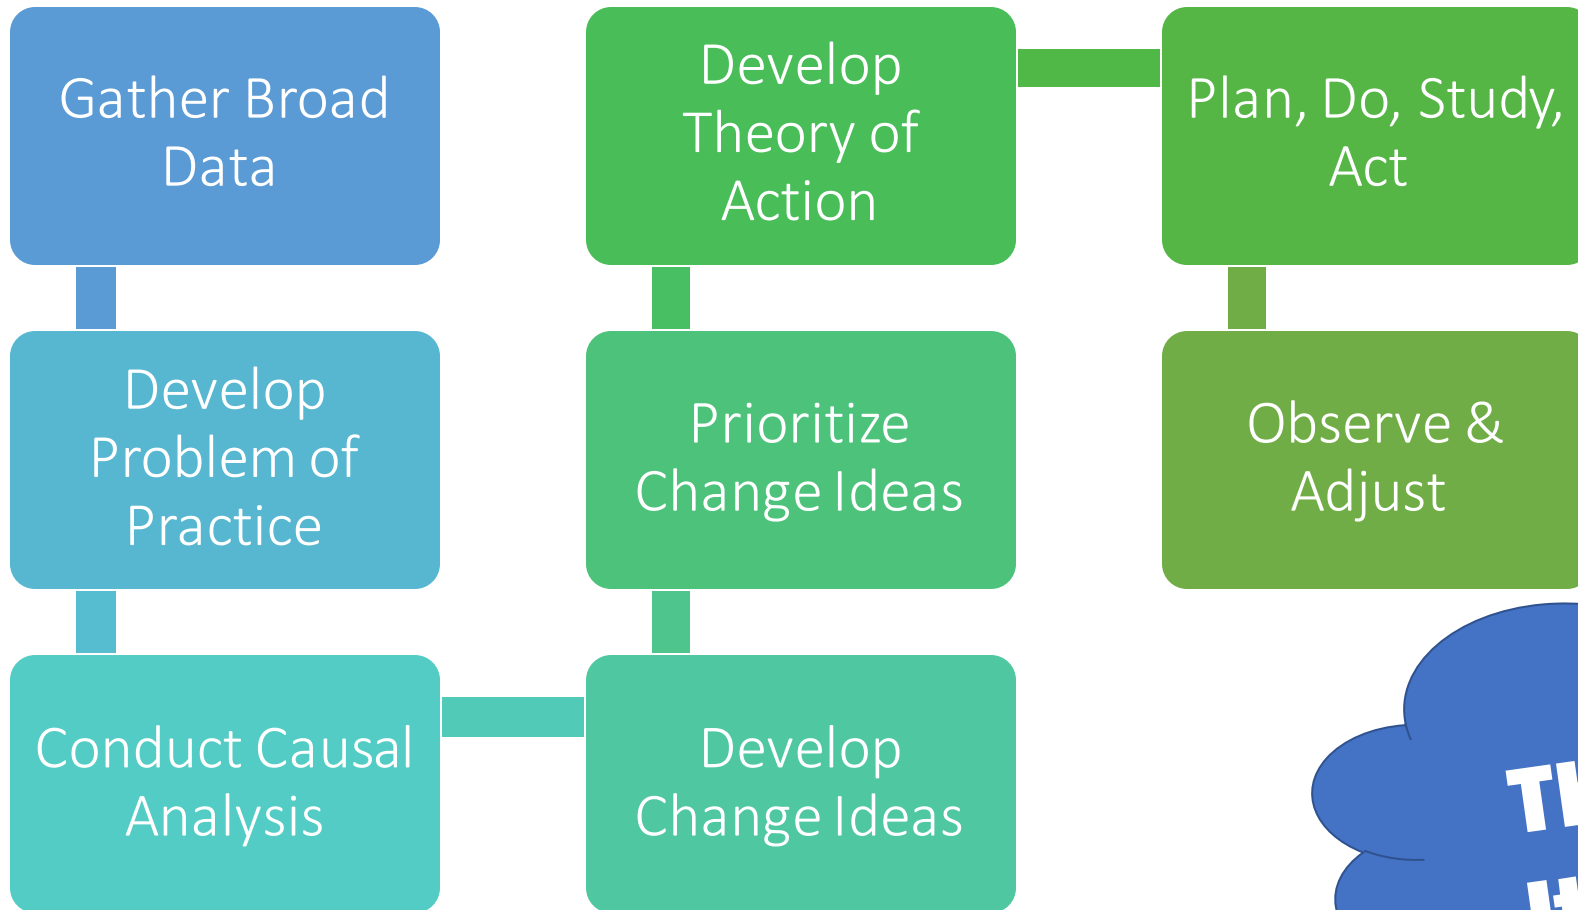 Gather Broad
Data
Develop
Problem of
Practice
Conduct Causal
Analysis
Develop
Change Ideas
Prioritize
Change Ideas
Develop
Theory of
Action
Plan, Do, Study,
Act
Observe &
Adjust